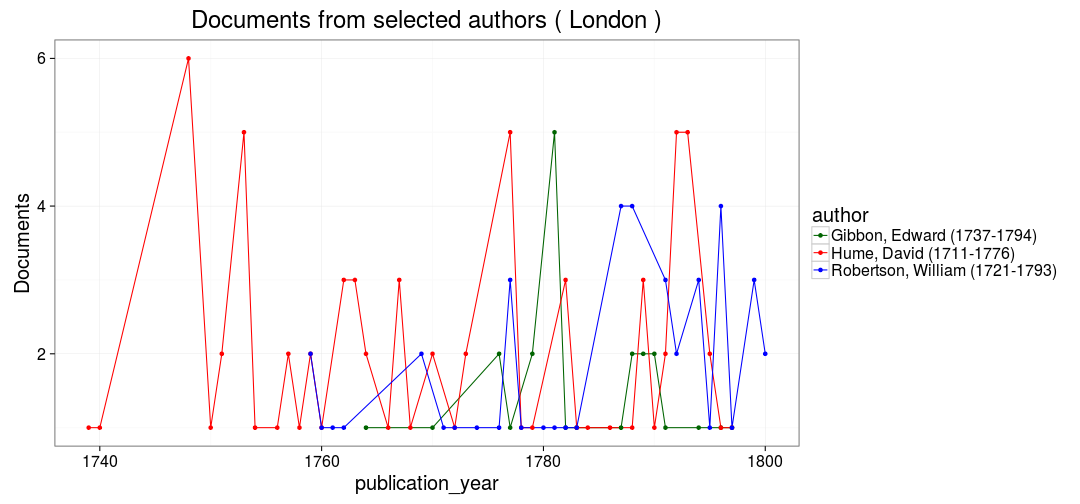 Documents from selected authors ( London )
6
4
2
Documents
1740
1760
1780
1800
publication_year
author
Gibbon, Edward (1737-1794)
Hume, David (1711-1776)
Robertson, William (1721-1793)